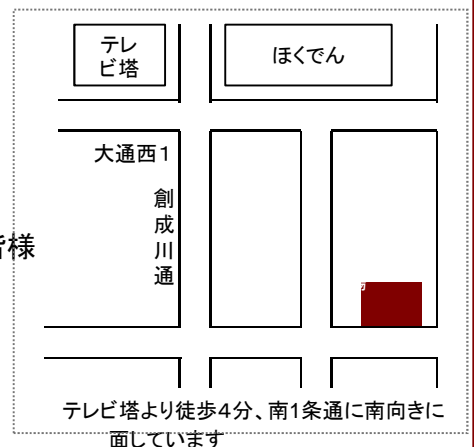 テレ
ビ塔
ほくでん
大通西1
創成川通
皆様
テレビ塔より徒歩4分、南1条通に南向きに
面しています